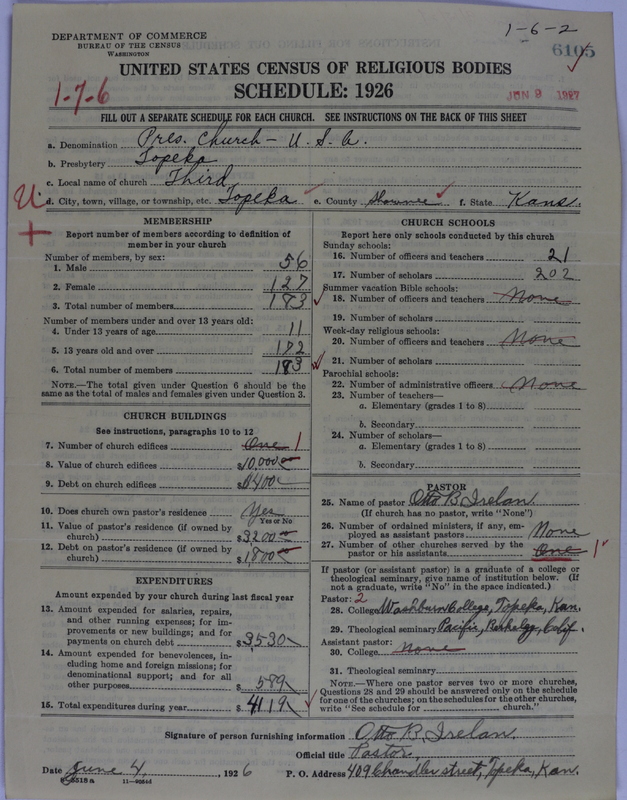 DEPARTMENT OF COMMERCE
BUREAU OF THE CENSUS
WASHINGTON
1-6-2
6105
UNITED STATES CENSUS OF RELIGIOUS BODIES
SCHEDULE: 1926
1-7-6
JUN 9 1927
FILL OUT A SEPARATE SCHEDULE FOR EACH CHURCH. SEE INSTRUCTIONS ON THE BACK OF THIS SHEET
a. Denomination Pres. Church - U. S. A.
b. Presbytery Topeka
c. Local name of church Third
d. City, town, village, or township, etc. Topeka e. County Shawnee f. State Kans.
U
+
MEMBERSHIP
Report number of members according to definition of
member in your church
Number of members, by sex:
1. Male 56
2. Female 127
3. Total number of members 183
Number of members under and over 13 years old:
4. Under 13 years of age 11
5. 13 years old and over 172
6. Total number of members 183
NOTE.—The total given under Question 6 should be
same as the total of males and females given under Question 3.
CHURCH BUILDINGS
See instructions, paragraphs 10 to 12
7. Number of church edifices One 1
8. Value of church edifices $10,000.00
9. Debt on church edifices $8400
10. Does church own pastor's residence Yes
Yes or No
11. Value of pastor's residence (if owned by
church) $3200.00
12. Debt on pastor's residence (if owned by
church) $1,800.00
EXPENDITURES
Amount expended by your church during last fiscal year
13. Amount expended for salaries, repairs,
and other running expenses; for im-
provements or new buildings; and for
payments on church debt $3530
14. Amount expended for benevolences, in-
cluding home and foreign missions; for
denominational support; and for all
other purposes $589
15. Total expenditures during year $4119
CHURCH SCHOOLS
Report here only schools conducted by this church
Sunday schools:
16. Number of officers and teachers 21
17. Number of scholars 202
Summer vacation Bible schools:
18. Number of officers and teachers None
19. Number of scholars
Week-day religious schools:
20. Number of officers and teachers None
21. Number of scholars
Parochial schools:
22. Number of administrative officers None
23. Number of teachers—
a. Elementary (grades 1 to 8)
b. Secondary
24. Number of scholars—
a. Elementary (grades 1 to 8)
b. Secondary
PASTOR
25. Name of pastor Otto B. Irelan
(If church has no pastor, write "None")
26. Number of ordained ministers, if any, em-
ployed as assistant pastors None
27. Number of other churches served by the
pastor or his assistants One 1
If pastor (or assistant pastor) is a graduate of a college or
theological seminary, give name of institution below. (If
not a graduate, write "No" in the space indicated.)
Pastor: 2
28. College Washburn College, Topeka, Kan.
29. Theological seminary Pacific, Berkeley, Calif.
Assistant pastor:
30. College None
31. Theological seminary
NOTE.—Where one pastor serves two or more churches,
Questions 28 and 29 should be answered only on the schedule
for one of the churches; on the schedules for the other churches,
write "See schedule for church."
Signature of person furnishing information Otto B. Irelan
Official title Pastor
Date June 4, 1926 P. O. Address 409 Chandler street, Topeka, Kan.